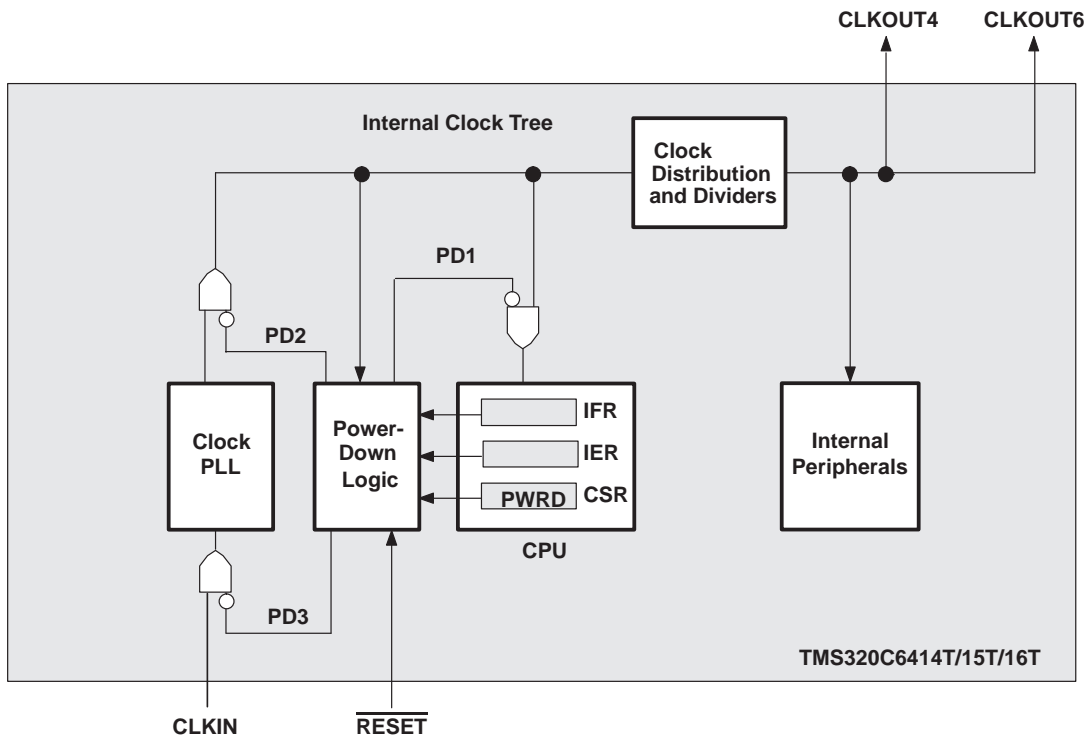 CLKOUT4 CLKOUT6
Internal Clock Tree
Clock
Distribution
and Dividers
PD1
PD2
Clock
PLL
Power-
Down
Logic
IFR
IER
PWRD CSR
CPU
Internal
Peripherals
PD3
TMS320C6414T/15T/16T
CLKIN RESET